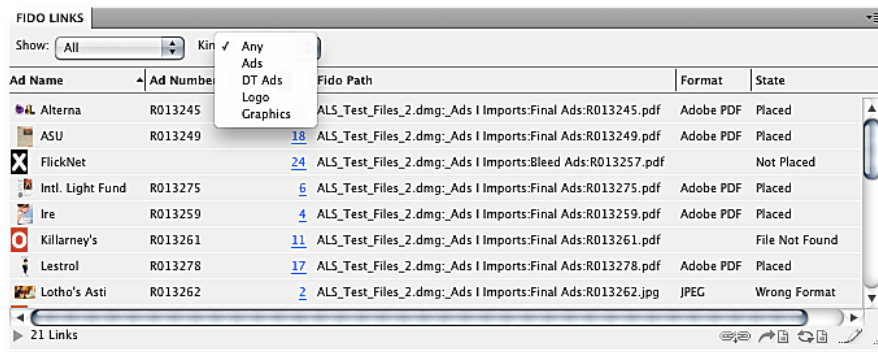 FIDO LINKS
Show: All Kin ✓ Any
Ads
DT Ads
Logo
Graphics
Ad Name Ad Number Fido Path Format State
Alterna R013245 ALS_Test_Files_2.dmg:_Ads I Imports:Final Ads:R013245.pdf Adobe PDF Placed
ASU R013249 18 ALS_Test_Files_2.dmg:_Ads I Imports:Final Ads:R013249.pdf Adobe PDF Placed
FlickNet 24 ALS_Test_Files_2.dmg:_Ads I Imports:Bleed Ads:R013257.pdf Not Placed
Intl. Light Fund R013275 6 ALS_Test_Files_2.dmg:_Ads I Imports:Final Ads:R013275.pdf Adobe PDF Placed
Ire R013259 4 ALS_Test_Files_2.dmg:_Ads I Imports:Final Ads:R013259.pdf Adobe PDF Placed
Killarney's R013261 11 ALS_Test_Files_2.dmg:_Ads I Imports:Final Ads:R013261.pdf File Not Found
Lestrol R013278 17 ALS_Test_Files_2.dmg:_Ads I Imports:Final Ads:R013278.pdf Adobe PDF Placed
Lotho's Asti R013262 2 ALS_Test_Files_2.dmg:_Ads I Imports:Final Ads:R013262.jpg JPEG Wrong Format
21 Links